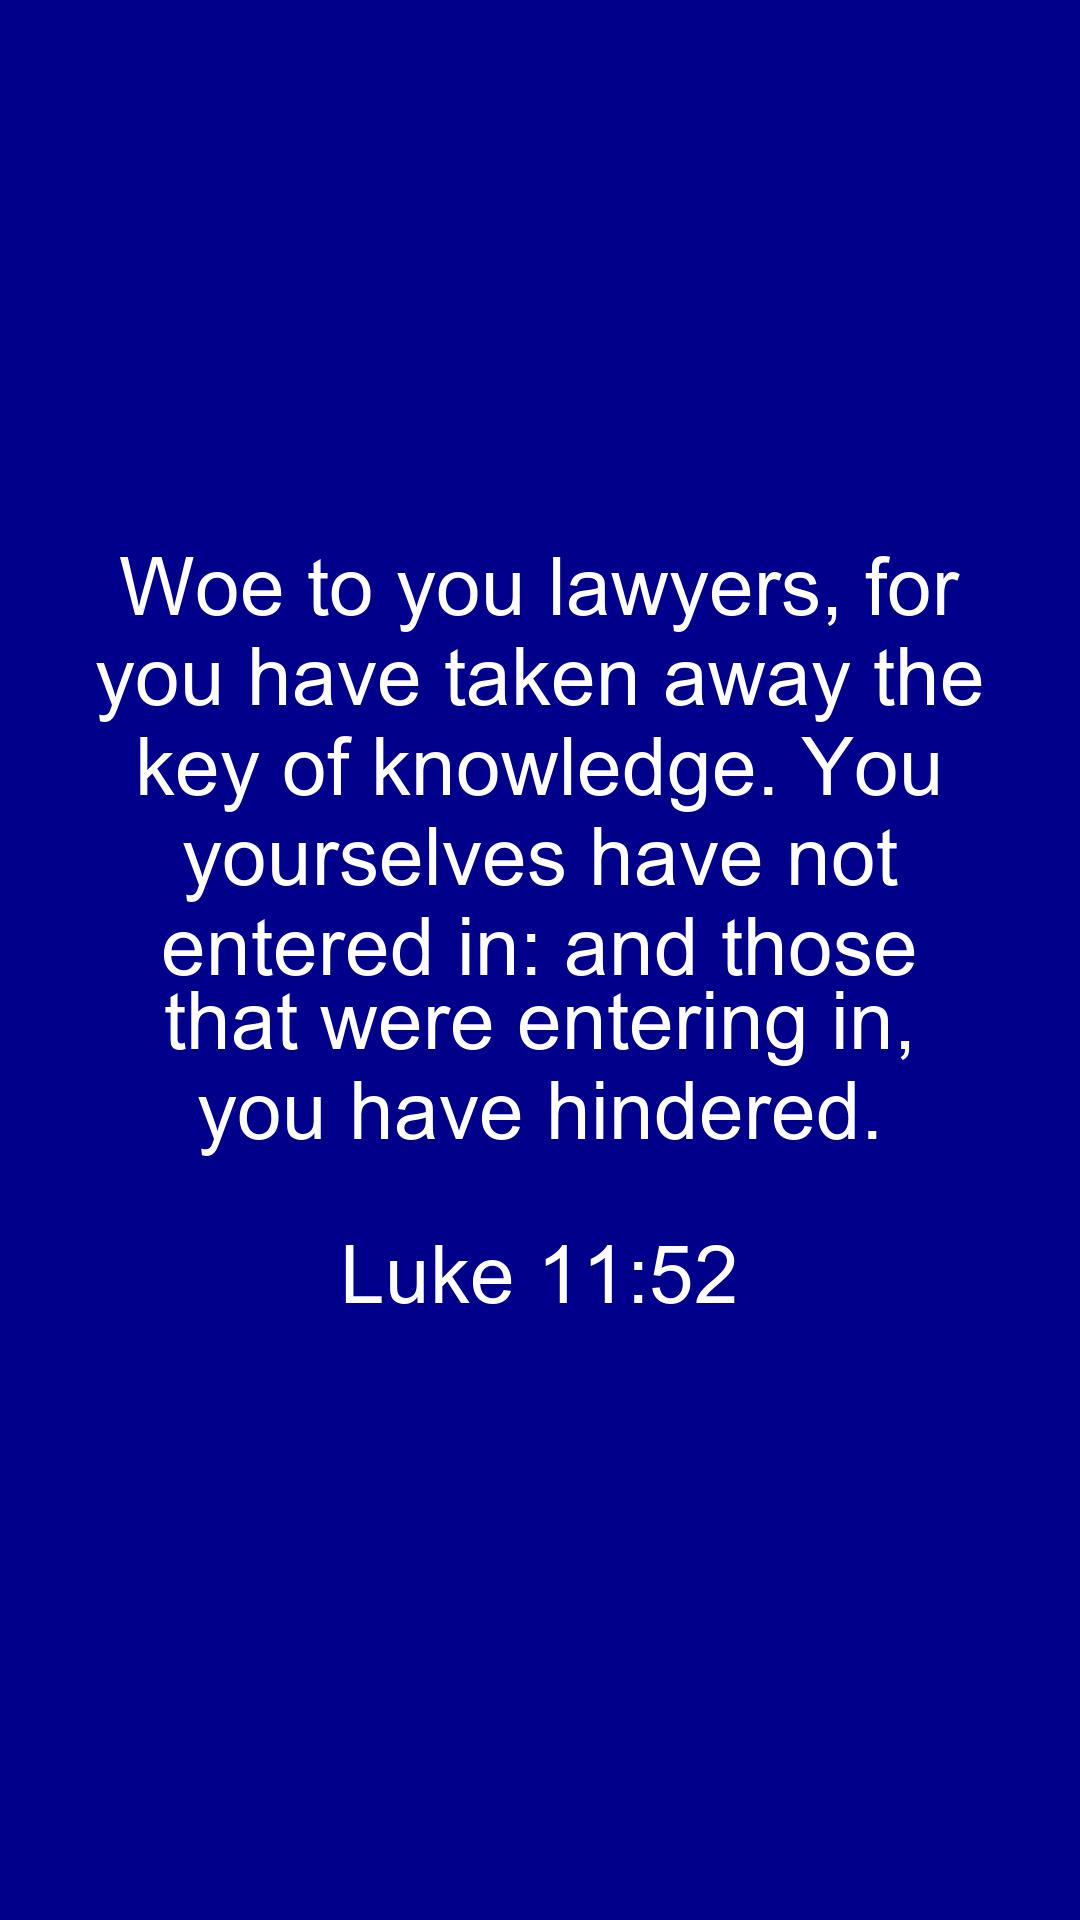 Woe to you lawyers, for
you have taken away the
key of knowledge. You
yourselves have not
entered in: and those
that were entering in,
you have hindered.
Luke 11:52